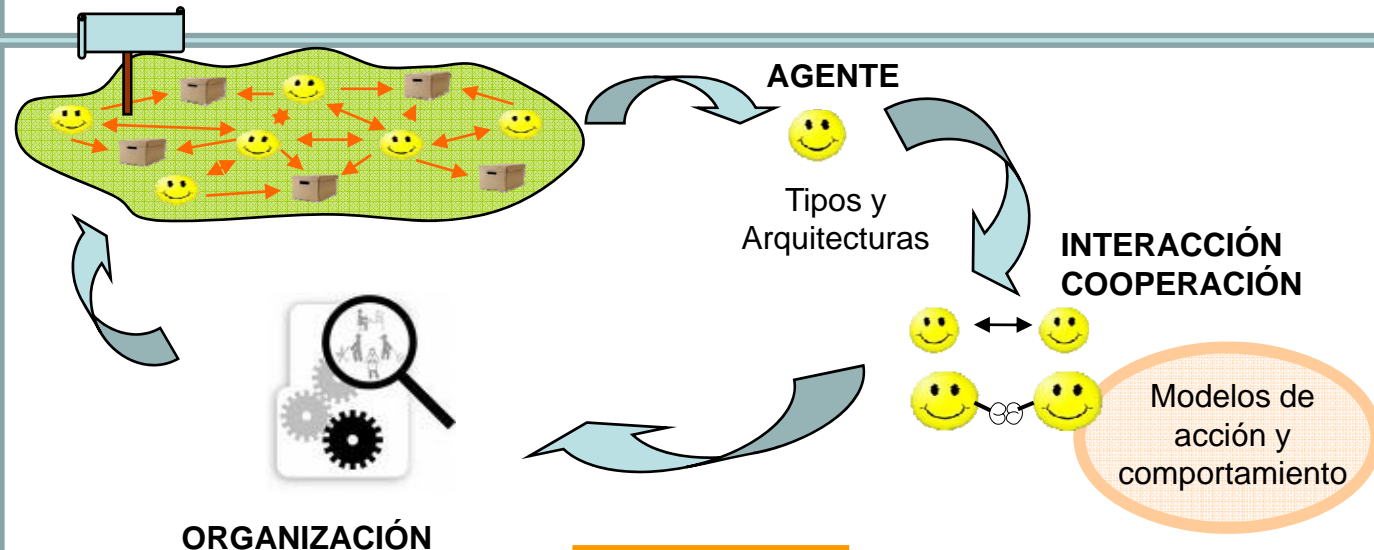 AGENTE
Tipos y
Arquitecturas
INTERACCIÓN
COOPERACIÓN
Modelos de
acción y
comportamiento
ORGANIZACIÓN